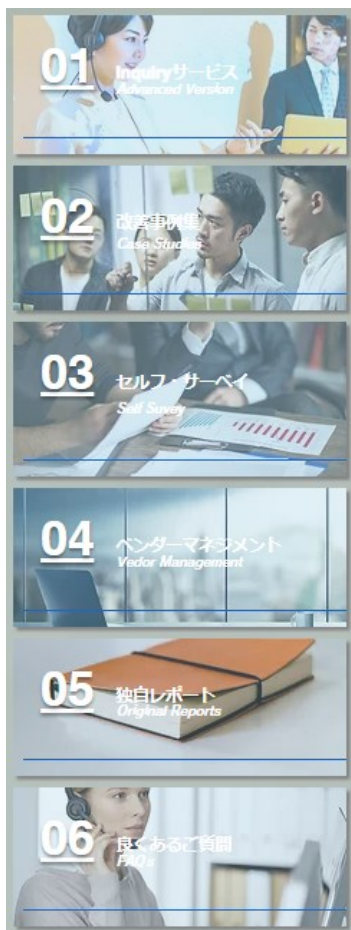 01
Inquiryサービス
Advanced Version
02
改善事例集
Case Studies
03
セルフ・サーベイ
Self Suvey
04
ベンダーマネジメント
Vedor Management
05
独自レポート
Original Reports
06
良くあるご質問
FAQs